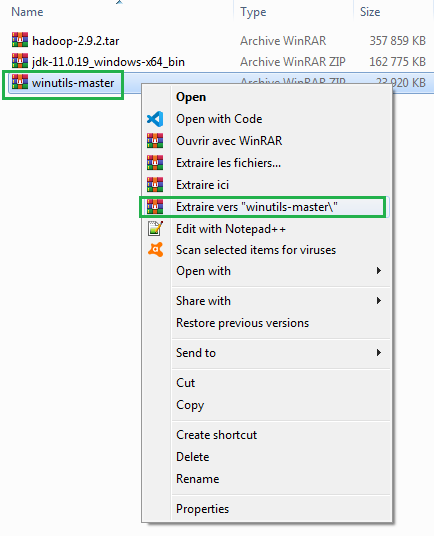 Name Type Size
hadoop-2.9.2.tar Archive WinRAR 357 859 KB
jdk-11.0.19_windows-x64_bin Archive WinRAR ZIP 162 775 KB
winutils-master Archive WinRAR ZIP 23 920 KB
Open
Open with Code
Ouvrir avec WinRAR
Extraire les fichiers...
Extraire ici
Extraire vers "winutils-master\"
Edit with Notepad++
Scan selected items for viruses
Open with
Share with
Restore previous versions
Send to
Cut
Copy
Create shortcut
Delete
Rename
Properties